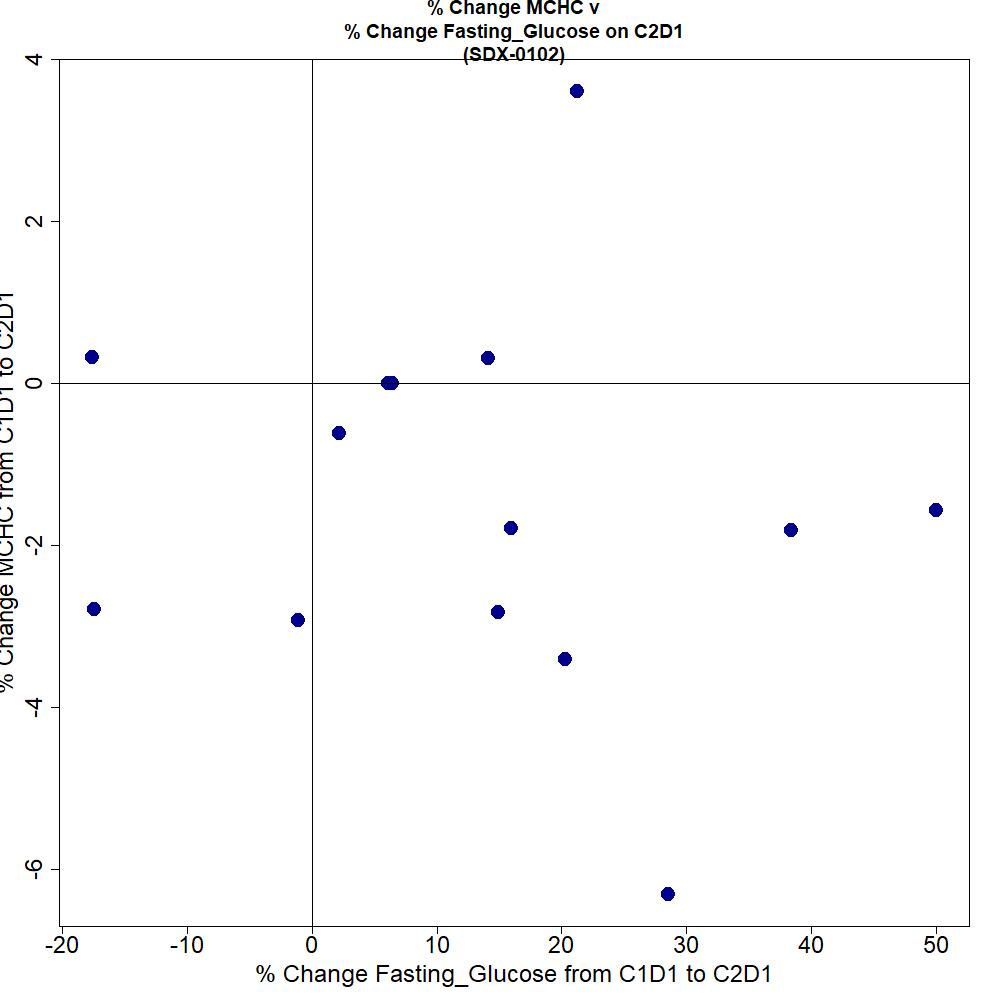 % Change MCHC v
% Change Fasting_Glucose on C2D1
(SDX-0102)
4
2
0
-2
-4
-6
% Change MCHC from C1D1 to C2D1
-20 -10 0 10 20 30 40 50
% Change Fasting_Glucose from C1D1 to C2D1